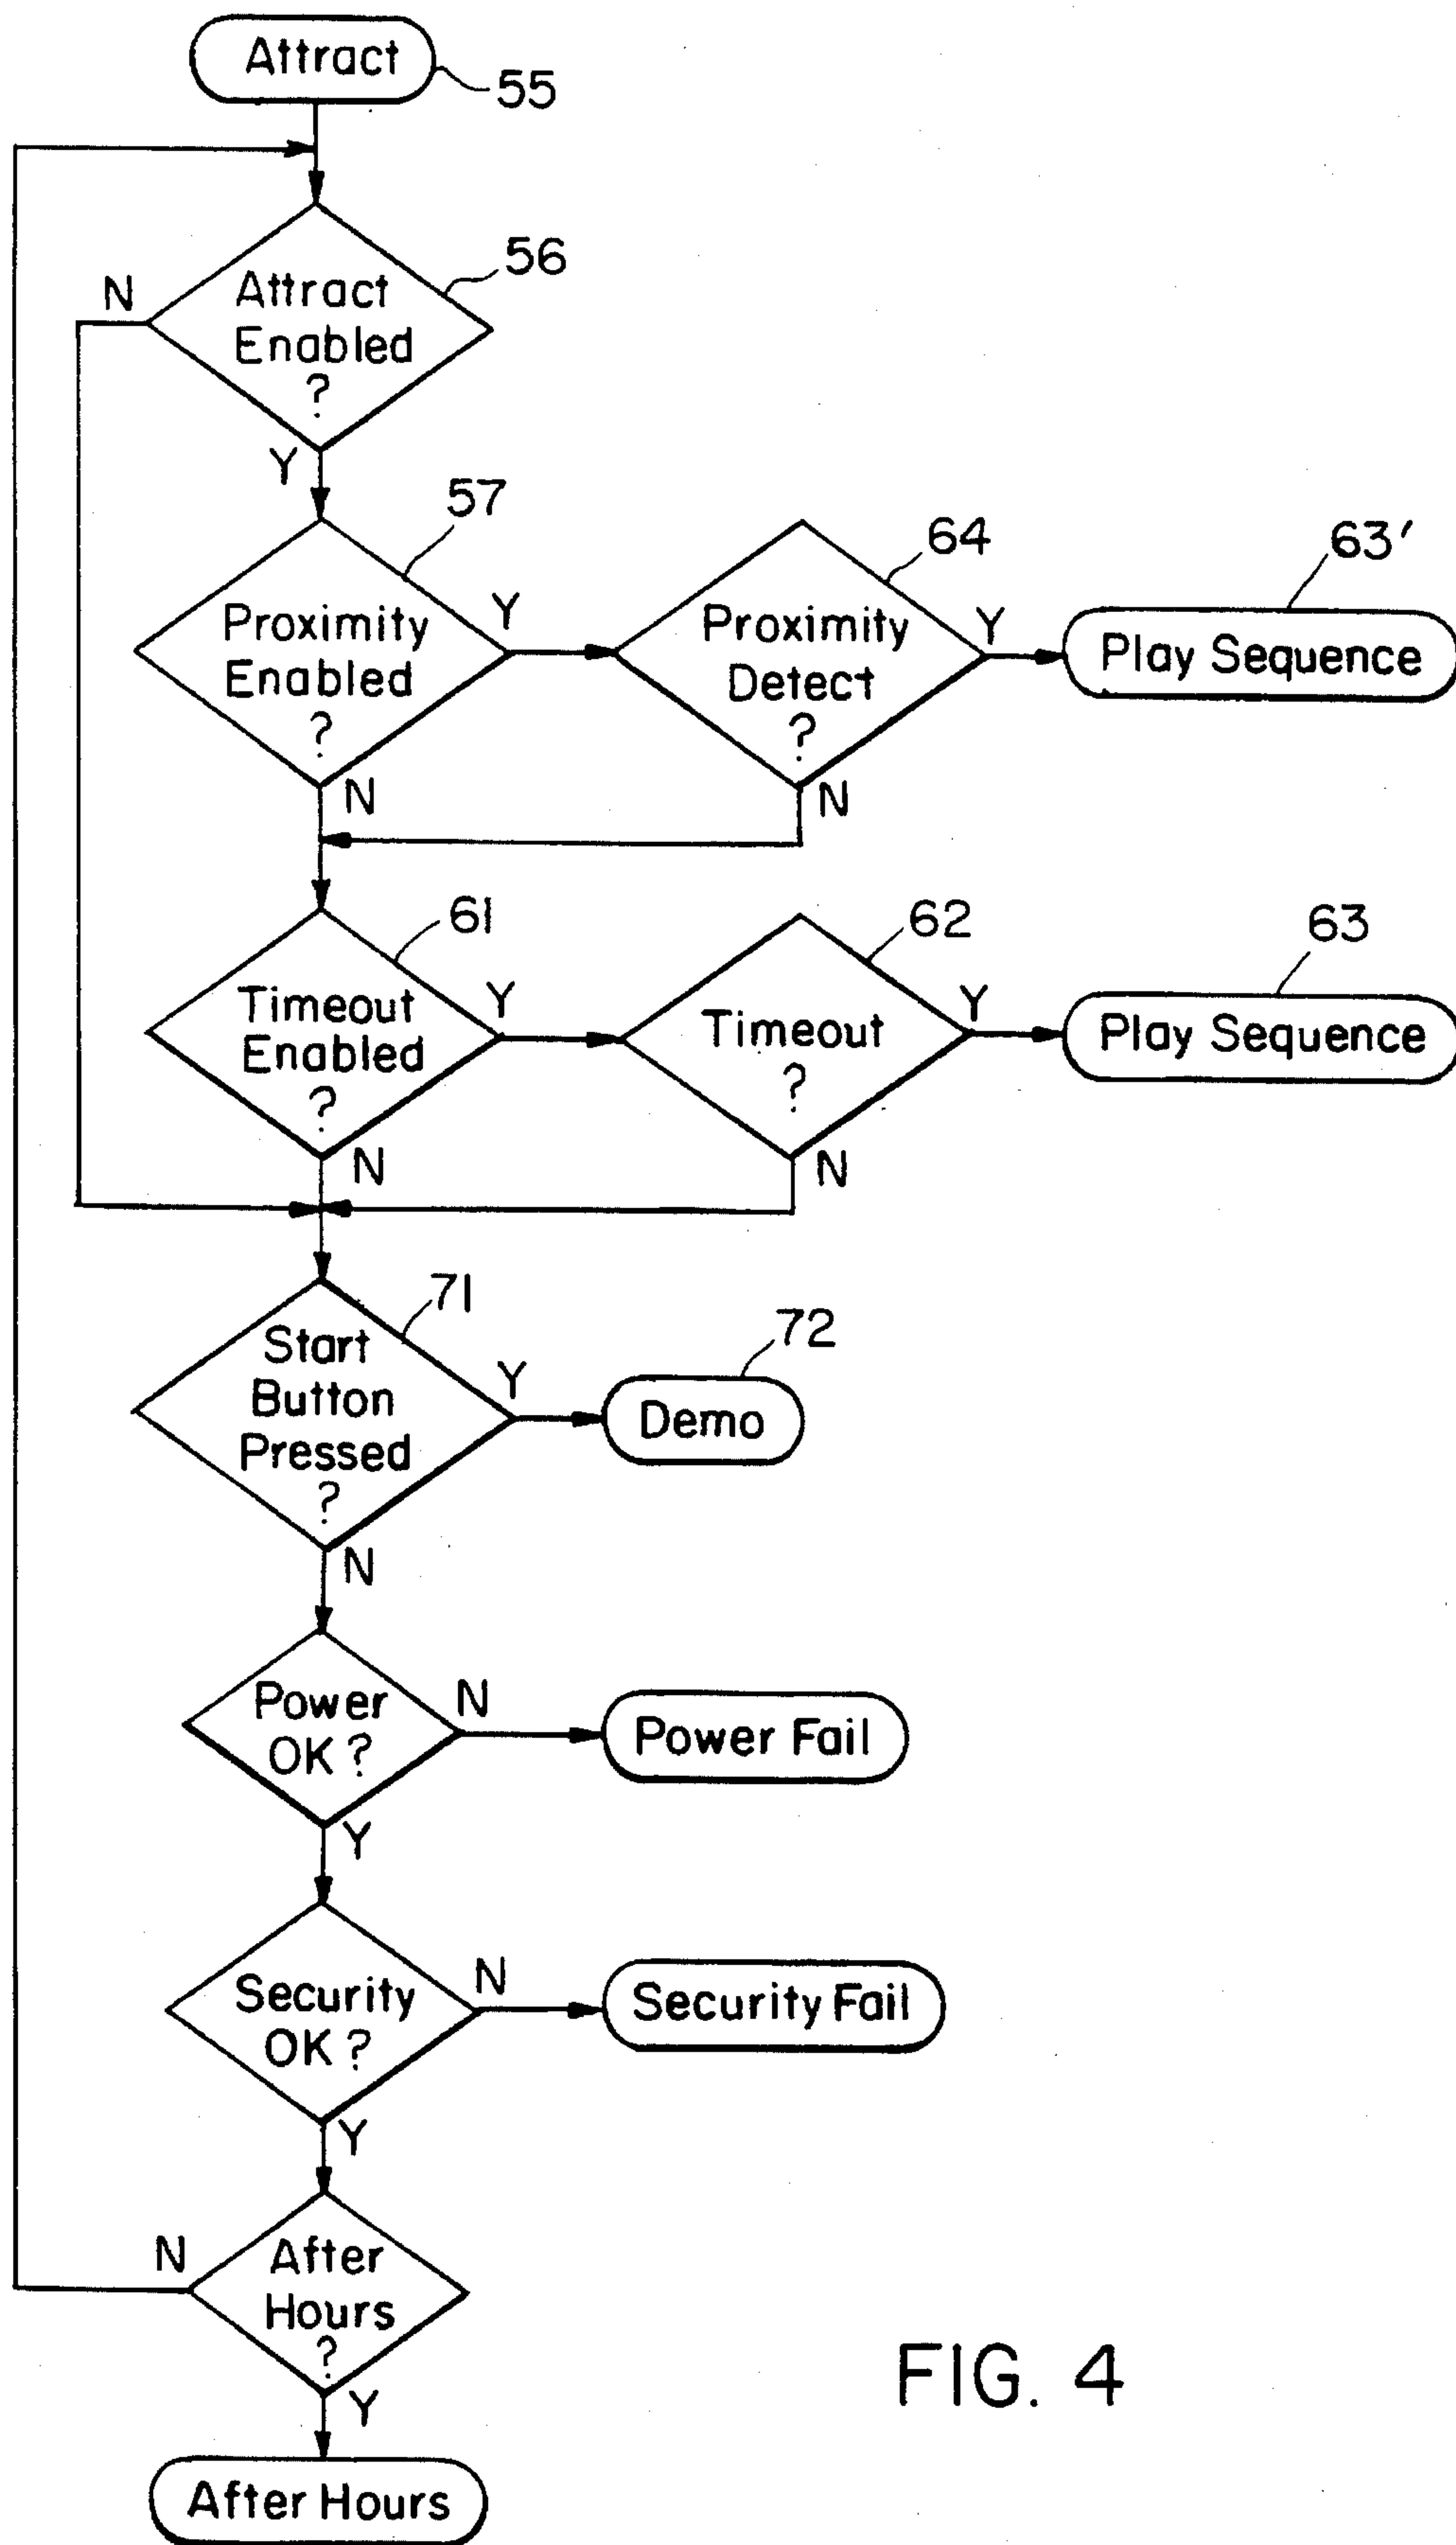 Attract
55
56
N
Attract
Enabled
?
Y
57
64
63'
Proximity
Enabled
?
Y
Proximity
Detect
?
Y
Play Sequence
N
N
61
62
63
Timeout
Enabled
?
Y
Timeout
?
Y
Play Sequence
N
N
71
72
Start
Button
Pressed
?
Y
Demo
N
Power
OK ?
N
Power Fail
Y
Security
OK ?
N
Security Fail
Y
N
After
Hours
?
Y
After Hours
FIG. 4